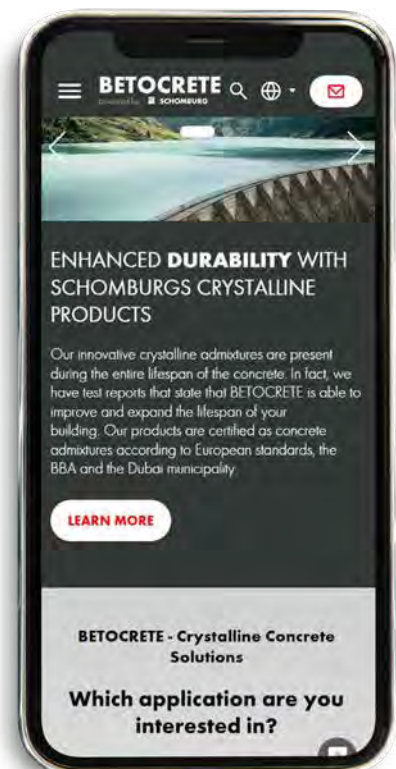 BETOCRETE
powered by SCHOMBURG
ENHANCED DURABILITY WITH
SCHOMBURGS CRYSTALLINE
PRODUCTS
Our innovative crystalline admixtures are present
during the entire lifespan of the concrete. In fact, we
have test reports that state that BETOCRETE is able to
improve and expand the lifespan of your
building. Our products are certified as concrete
admixtures according to European standards, the
BBA and the Dubai municipality
LEARN MORE
BETOCRETE - Crystalline Concrete
Solutions
Which application are you
interested in?